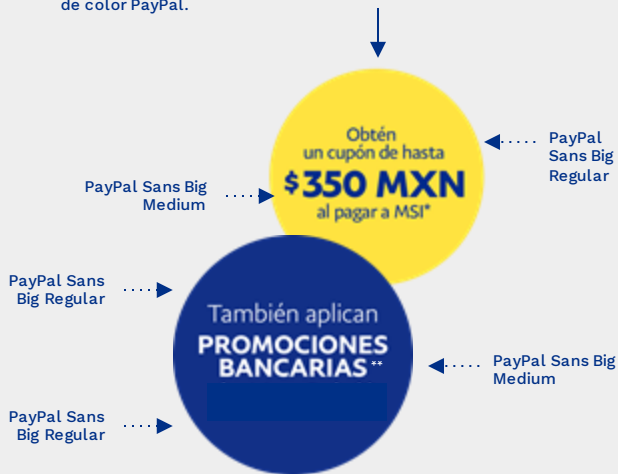 de color PayPal.
Obtén
un cupón de hasta
$350 MXN
al pagar a MSI*
PayPal
Sans Big
Regular
PayPal Sans Big
Medium
PayPal Sans
Big Regular
También aplican
PROMOCIONES
BANCARIAS**
PayPal Sans Big
Medium
PayPal Sans
Big Regular